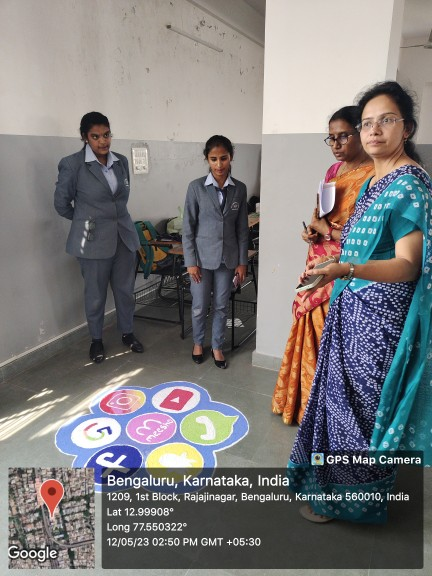 meesho
GPS Map Camera
Bengaluru, Karnataka, India
1209, 1st Block, Rajajinagar, Bengaluru, Karnataka 560010, India
Lat 12.99908°
Long 77.550322°
12/05/23 02:50 PM GMT +05:30
Google